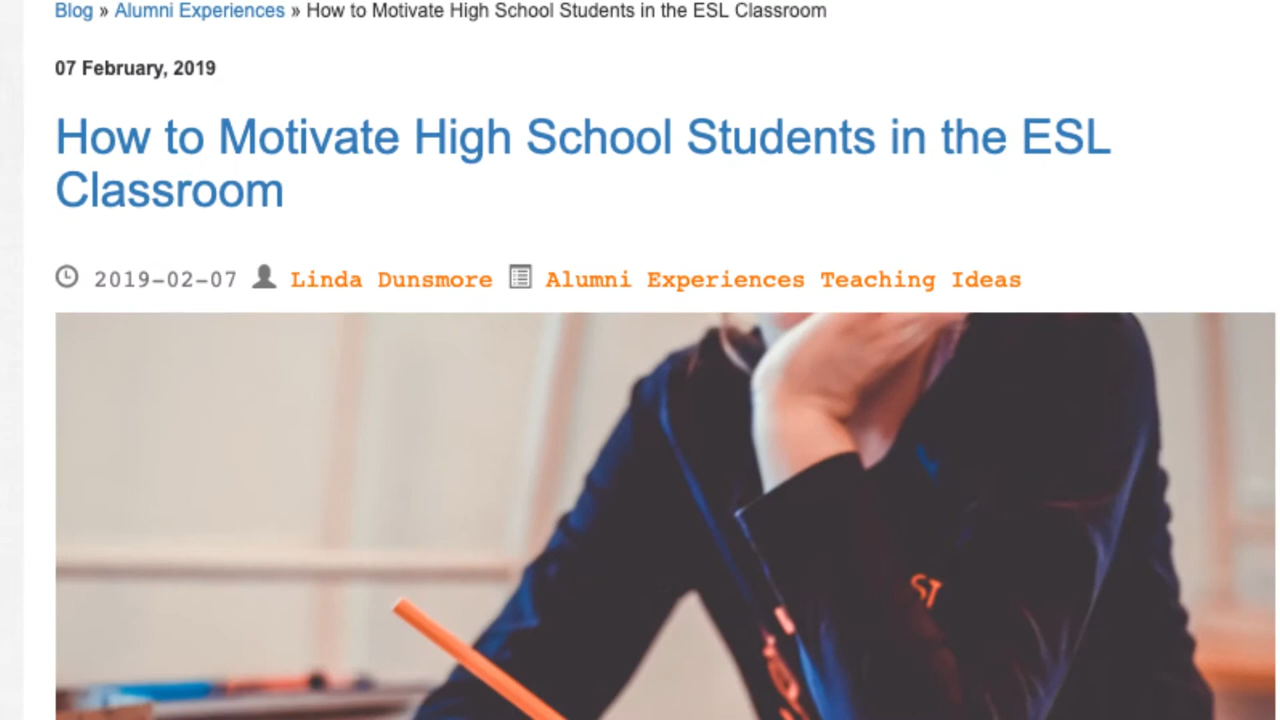 Blog » Alumni Experiences » How to Motivate High School Students in the ESL Classroom
07 February, 2019
How to Motivate High School Students in the ESL
Classroom
2019-02-07 Linda Dunsmore Alumni Experiences Teaching Ideas
ST